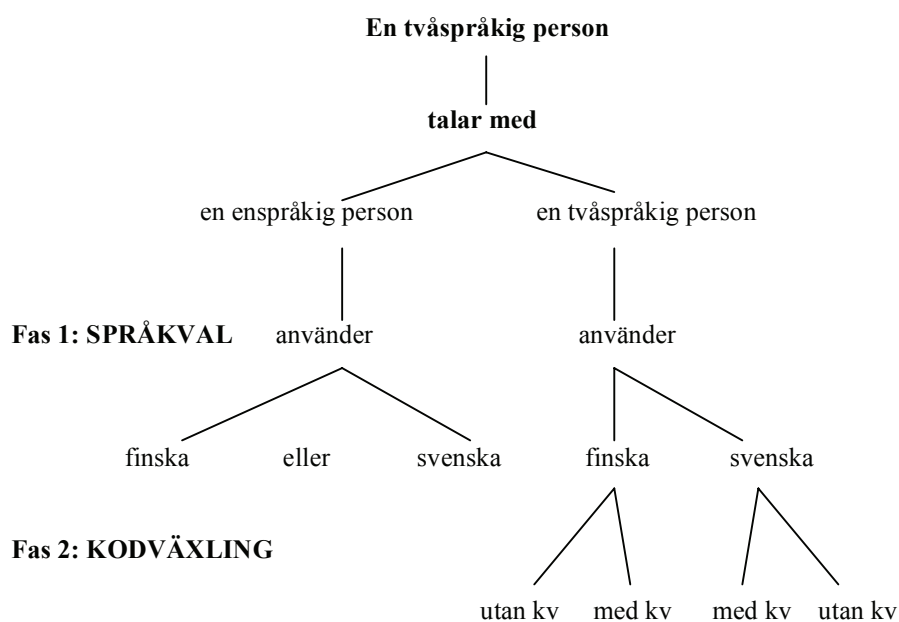 En tvåspråkig person
talar med
en enspråkig person en tvåspråkig person
Fas 1: SPRÅKVAL använder använder
finska eller svenska finska svenska
Fas 2: KODVÄXLING
utan kv med kv med kv utan kv